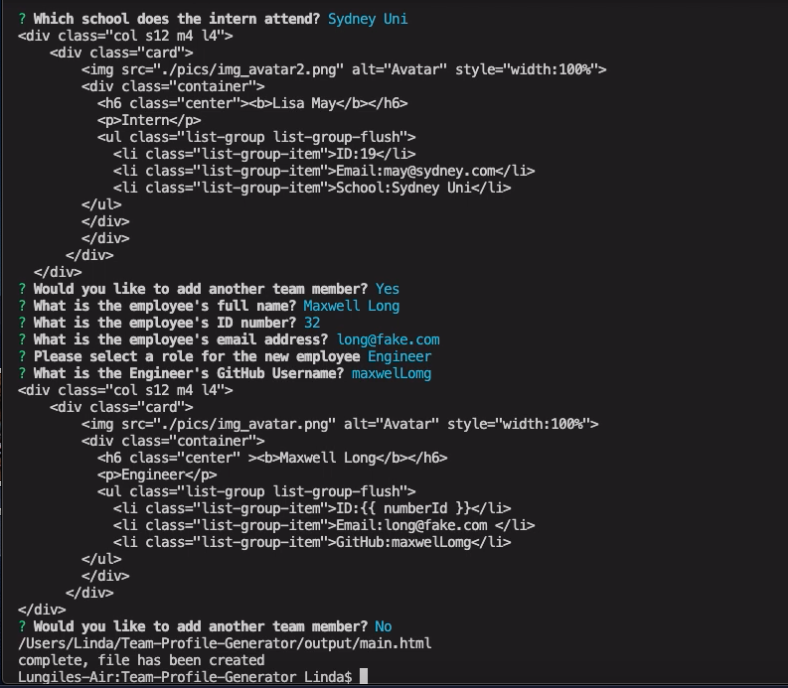 ? Which school does the intern attend? Sydney Uni
<div class="col s12 m4 l4">
    <div class="card">
        <img src="./pics/img_avatar2.png" alt="Avatar" style="width:100%">
        <div class="container">
          <h6 class="center"><b>Lisa May</b></h6>
          <p>Intern</p>
          <ul class="list-group list-group-flush">
            <li class="list-group-item">ID:19</li>
            <li class="list-group-item">Email:may@sydney.com</li>
            <li class="list-group-item">School:Sydney Uni</li>
        </ul>
        </div>
        </div>
      </div>
  </div>
? Would you like to add another team member? Yes
? What is the employee's full name? Maxwell Long
? What is the employee's ID number? 32
? What is the employee's email address? long@fake.com
? Please select a role for the new employee Engineer
? What is the Engineer's GitHub Username? maxwelLomg
<div class="col s12 m4 l4">
    <div class="card">
        <img src="./pics/img_avatar.png" alt="Avatar" style="width:100%">
        <div class="container">
          <h6 class="center" ><b>Maxwell Long</b></h6>
          <p>Engineer</p>
          <ul class="list-group list-group-flush">
            <li class="list-group-item">ID:{{ numberId }}</li>
            <li class="list-group-item">Email:long@fake.com </li>
            <li class="list-group-item">GitHub:maxwelLomg</li>
        </ul>
        </div>
      </div>
</div>
? Would you like to add another team member? No
/Users/Linda/Team-Profile-Generator/output/main.html
complete, file has been created
Lungiles-Air:Team-Profile-Generator Linda$